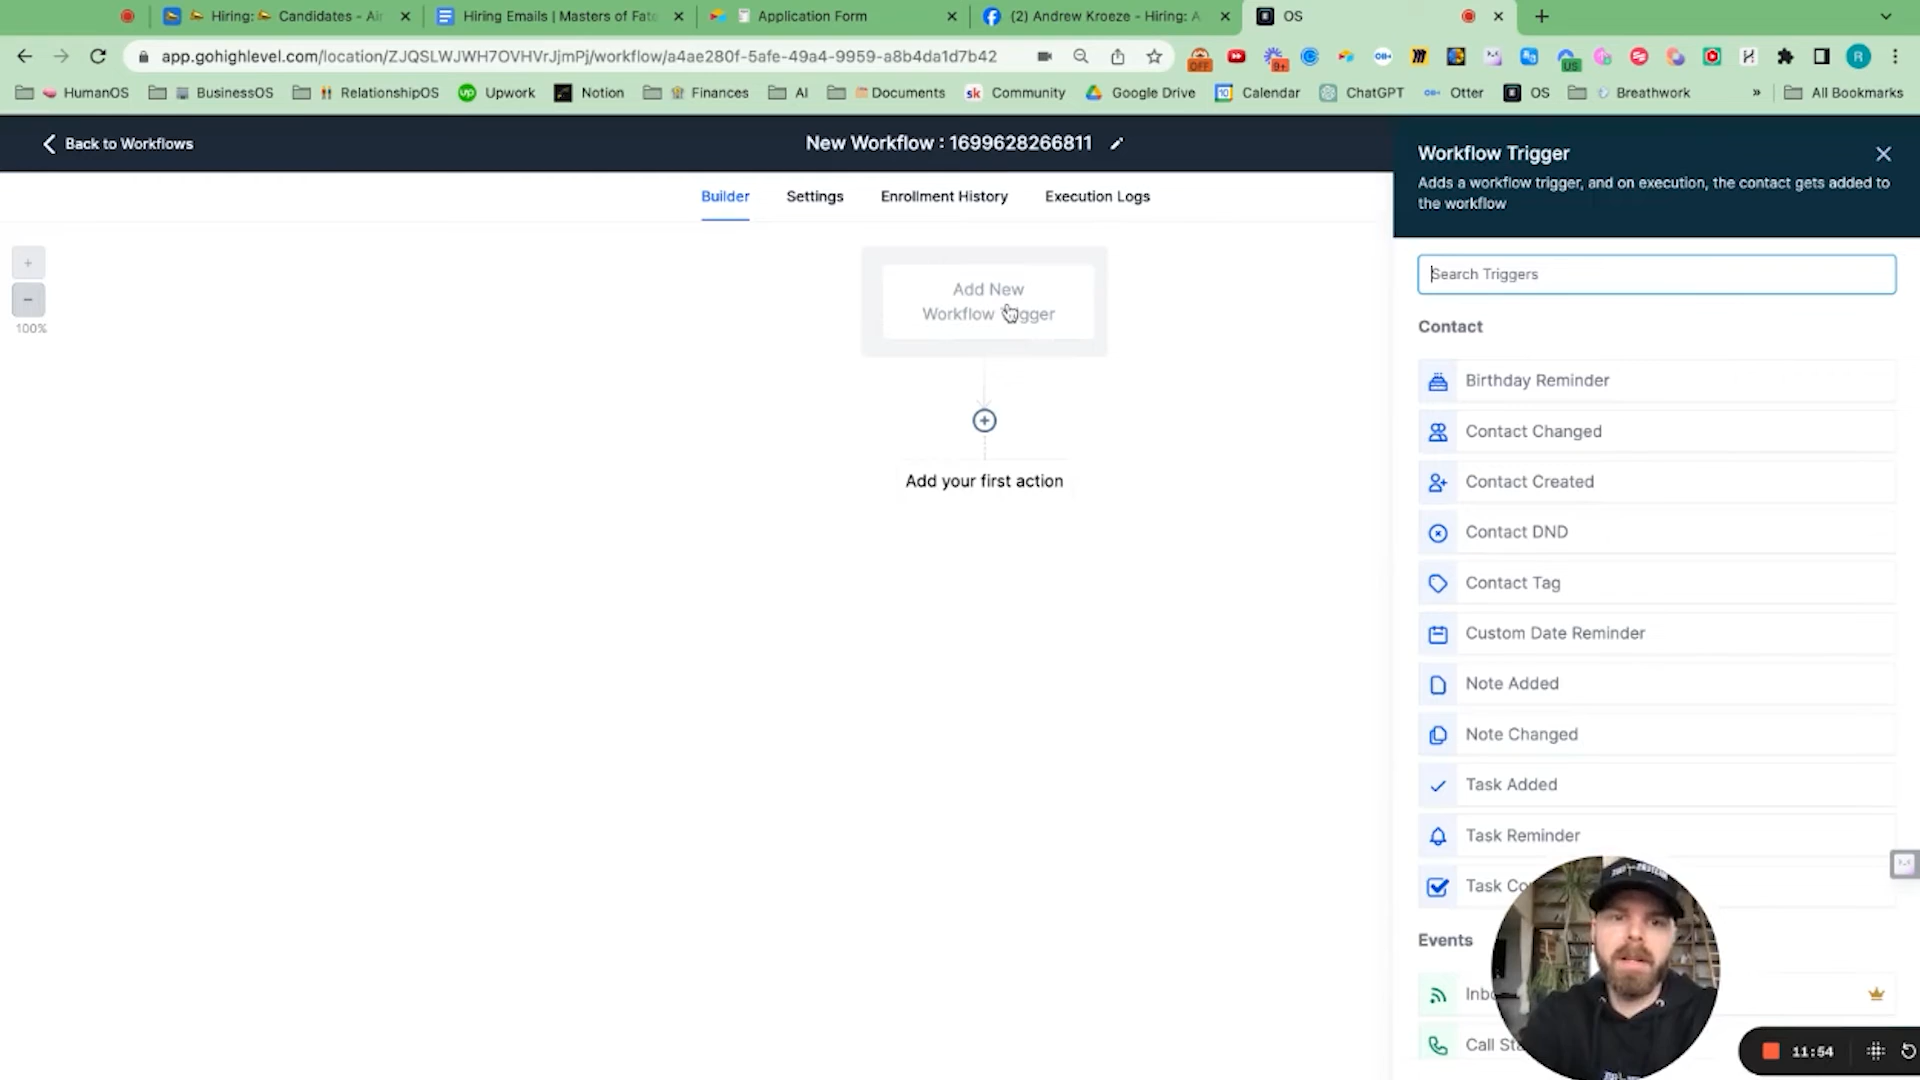 Hiring: Candidates - Air
Hiring Emails | Masters of Fate
Application Form
(2) Andrew Kroeze - Hiring: A
OS
app.gohighlevel.com/location/ZJQSLWJWH7OVHVrJjmPj/workflow/a4ae280f-5afe-49a4-9959-a8b4da1d7b42
OFF
9+
US
R
HumanOS
BusinessOS
RelationshipOS
Upwork
Notion
Finances
AI
Documents
Community
Google Drive
Calendar
ChatGPT
Otter
OS
Breathwork
»
All Bookmarks
Back to Workflows
New Workflow : 1699628266811
Builder
Settings
Enrollment History
Execution Logs
+
−
100%
Add New
Workflow Trigger
Add your first action
Workflow Trigger
Adds a workflow trigger, and on execution, the contact gets added to
the workflow
Search Triggers
Contact
Birthday Reminder
Contact Changed
Contact Created
Contact DND
Contact Tag
Custom Date Reminder
Note Added
Note Changed
Task Added
Task Reminder
Task Co
Events
Inbo
Call Sta
11:54